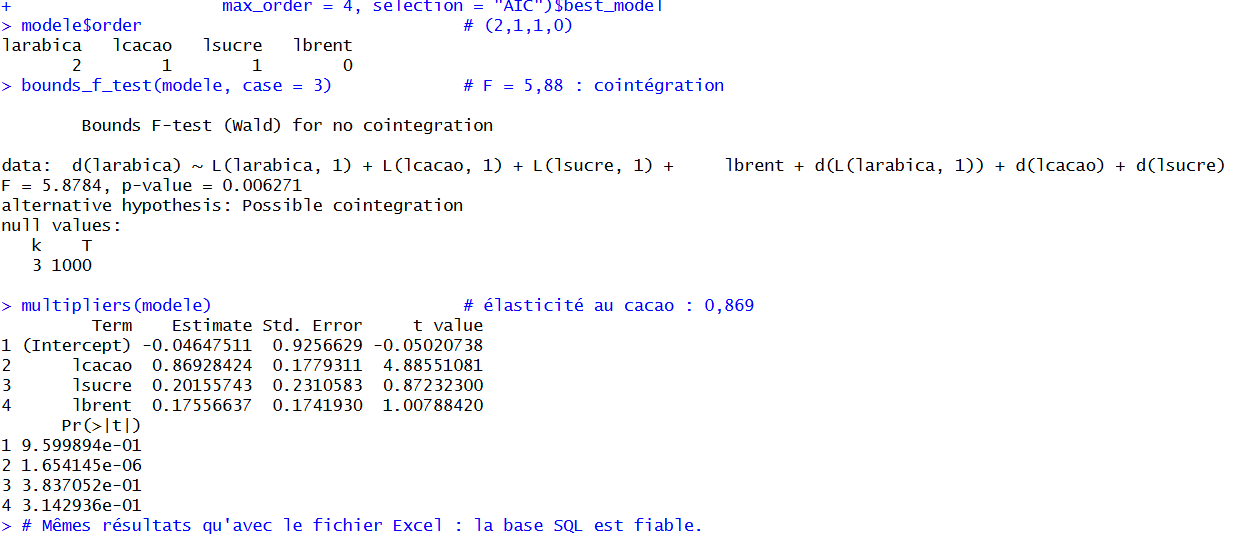 +                     max_order = 4, selection = "AIC")$best_model
> modele$order                                # (2,1,1,0)
larabica   lcacao   lsucre   lbrent
       2        1        1        0
> bounds_f_test(modele, case = 3)             # F = 5,88 : cointégration
        Bounds F-test (Wald) for no cointegration
data:  d(larabica) ~ L(larabica, 1) + L(lcacao, 1) + L(lsucre, 1) +     lbrent + d(L(larabica, 1)) + d(lcacao) + d(lsucre)
F = 5.8784, p-value = 0.006271
alternative hypothesis: Possible cointegration
null values:
   k    T
   3 1000
> multipliers(modele)                         # élasticité au cacao : 0,869
         Term    Estimate Std. Error     t value
1 (Intercept) -0.04647511  0.9256629 -0.05020738
2      lcacao  0.86928424  0.1779311  4.88551081
3      lsucre  0.20155743  0.2310583  0.87232300
4      lbrent  0.17556637  0.1741930  1.00788420
      Pr(>|t|)
1 9.599894e-01
2 1.654145e-06
3 3.837052e-01
4 3.142936e-01
> # Mêmes résultats qu'avec le fichier Excel : la base SQL est fiable.